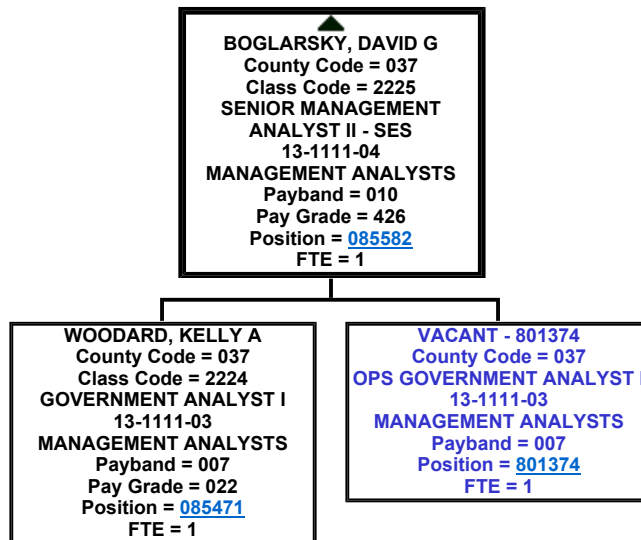 BOGLARSKY, DAVID G
County Code = 037
Class Code = 2225
SENIOR MANAGEMENT
ANALYST II - SES
13-1111-04
MANAGEMENT ANALYSTS
Payband = 010
Pay Grade = 426
Position = 085582
FTE = 1
WOODARD, KELLY A
County Code = 037
Class Code = 2224
GOVERNMENT ANALYST I
13-1111-03
MANAGEMENT ANALYSTS
Payband = 007
Pay Grade = 022
Position = 085471
FTE = 1
VACANT - 801374
County Code = 037
OPS GOVERNMENT ANALYST
13-1111-03
MANAGEMENT ANALYSTS
Payband = 007
Position = 801374
FTE = 1